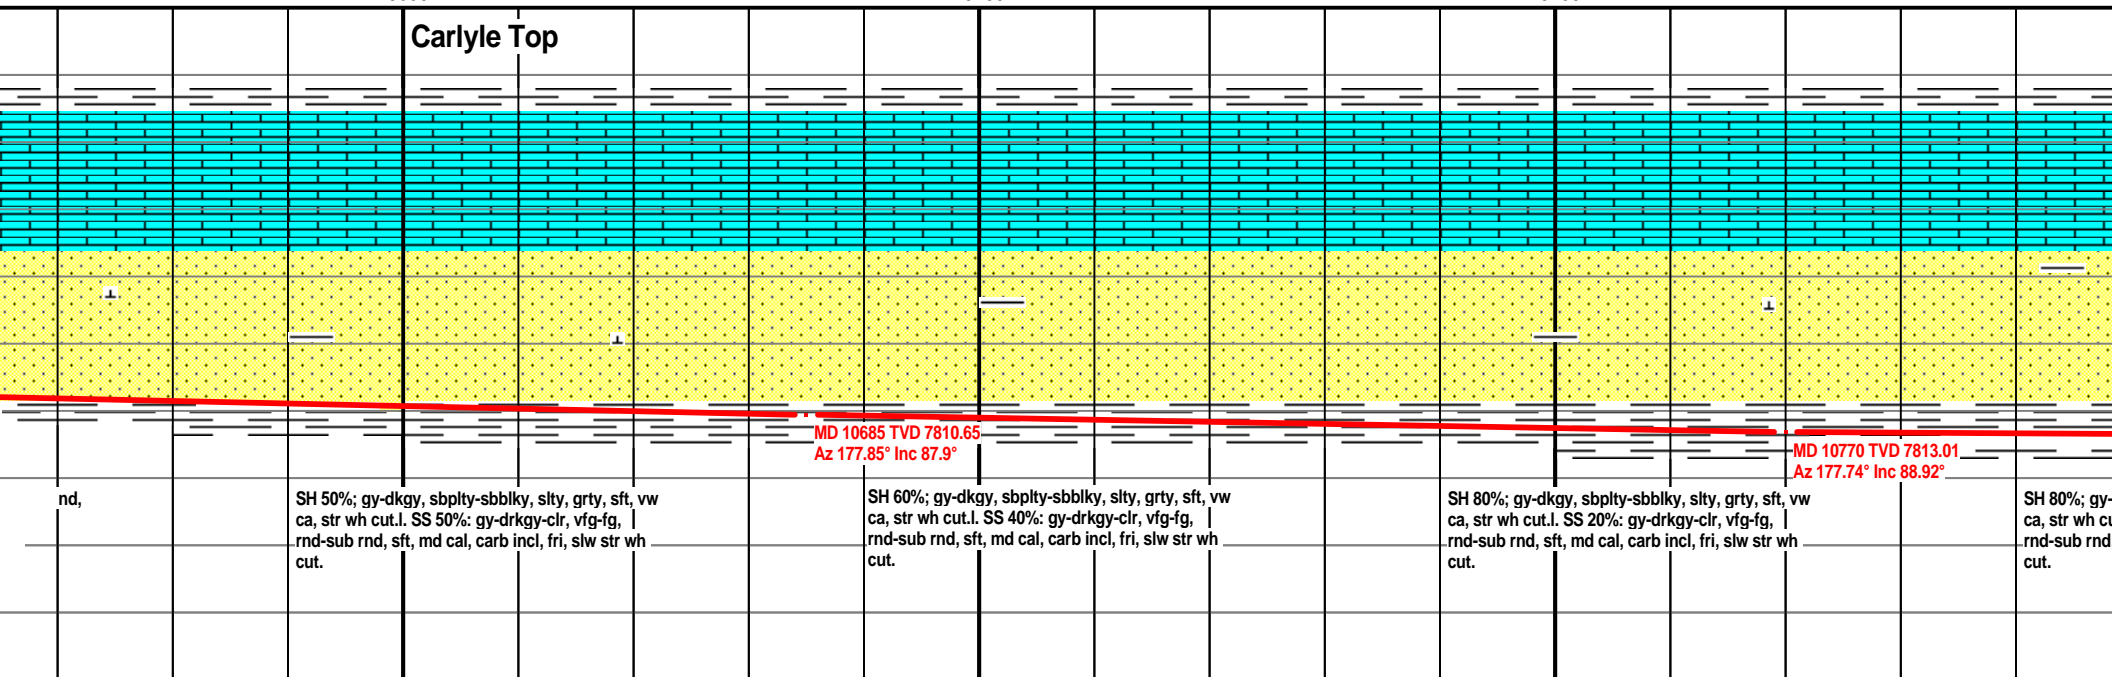 Carlyle Top
MD 10685 TVD 7810.65
Az 177.85° Inc 87.9°
MD 10770 TVD 7813.01
Az 177.74° Inc 88.92°
nd,
SH 50%; gy-dkgy, sbplty-sbblky, slty, grty, sft, vw
ca, str wh cut.l. SS 50%: gy-drkgy-clr, vfg-fg,
rnd-sub rnd, sft, md cal, carb incl, fri, slw str wh
cut.
SH 60%; gy-dkgy, sbplty-sbblky, slty, grty, sft, vw
ca, str wh cut.l. SS 40%: gy-drkgy-clr, vfg-fg,
rnd-sub rnd, sft, md cal, carb incl, fri, slw str wh
cut.
SH 80%; gy-dkgy, sbplty-sbblky, slty, grty, sft, vw
ca, str wh cut.l. SS 20%: gy-drkgy-clr, vfg-fg,
rnd-sub rnd, sft, md cal, carb incl, fri, slw str wh
cut.
SH 80%; gy-
ca, str wh cu
rnd-sub rnd
cut.